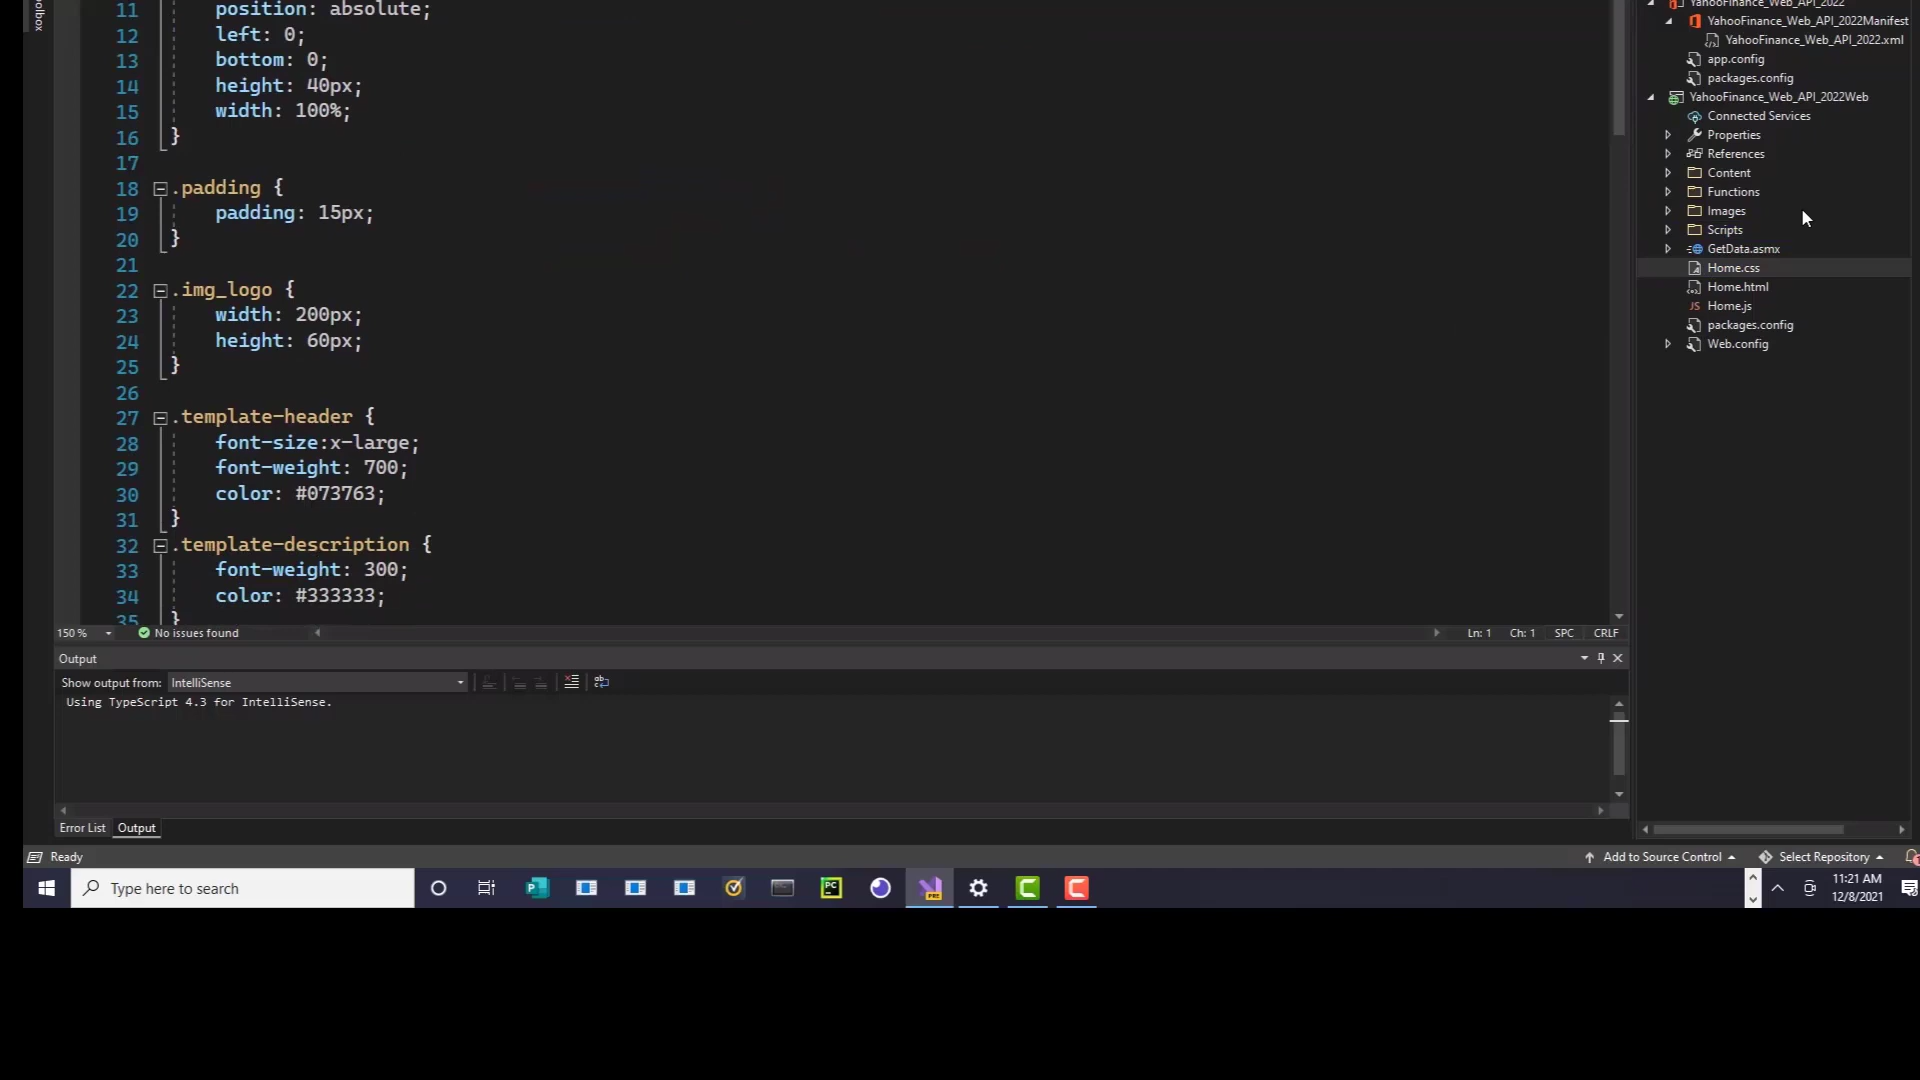 olbox
11 position: absolute;
12 left: 0;
13 bottom: 0;
14 height: 40px;
15 width: 100%;
16 }
17
18 .padding {
19 padding: 15px;
20 }
21
22 .img_logo {
23 width: 200px;
24 height: 60px;
25 }
26
27 .template-header {
28 font-size:x-large;
29 font-weight: 700;
30 color: #073763;
31 }
32 .template-description {
33 font-weight: 300;
34 color: #333333;
35 }
150 % No issues found Ln: 1 Ch: 1 SPC CRLF
Output
Show output from: IntelliSense
Using TypeScript 4.3 for IntelliSense.
Error List Output
YahooFinance_Web_API_2022
YahooFinance_Web_API_2022Manifest
YahooFinance_Web_API_2022.xml
app.config
packages.config
YahooFinance_Web_API_2022Web
Connected Services
Properties
References
Content
Functions
Images
Scripts
GetData.asmx
Home.css
Home.html
JS Home.js
packages.config
Web.config
Ready Add to Source Control Select Repository
Type here to search
P
PC
PRE
C
C
11:21 AM
12/8/2021